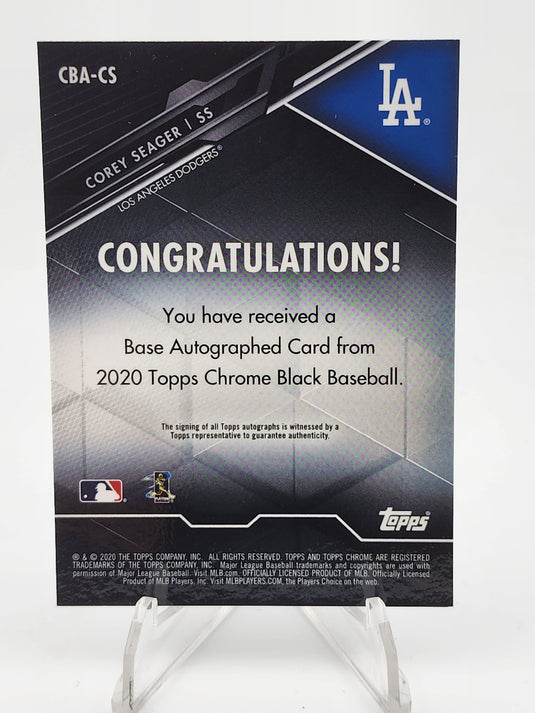 CBA-CS
COREY SEAGER | SS
LOS ANGELES DODGERS®
LA®
CONGRATULATIONS!
You have received a
Base Autographed Card from
2020 Topps Chrome Black Baseball.
The signing of all Topps autographs is witnessed by a
Topps representative to guarantee authenticity.
Topps®
® & © 2020 THE TOPPS COMPANY, INC. ALL RIGHTS RESERVED. TOPPS AND TOPPS CHROME ARE REGISTERED
TRADEMARKS OF THE TOPPS COMPANY, INC. Major League Baseball trademarks and copyrights are used with
permission of Major League Baseball. Visit MLB.com. OFFICIALLY LICENSED PRODUCT OF MLB. Officially Licensed
Product of MLB Players, Inc. Visit MLBPLAYERS.COM, the Players Choice on the web.